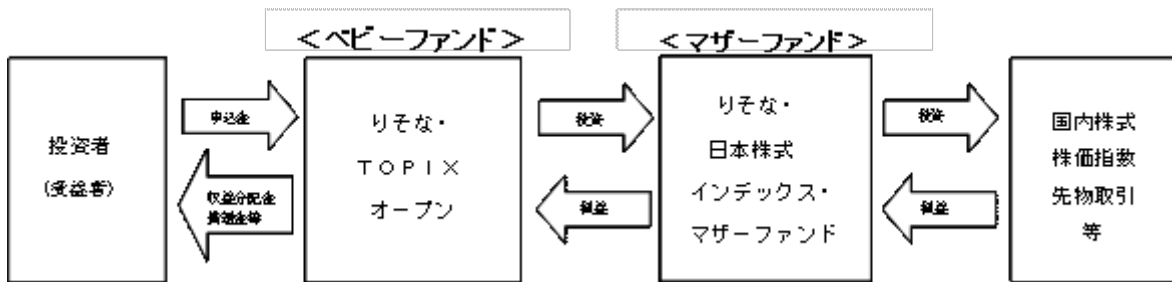 ＜ベビーファンド＞
＜マザーファンド＞
投資者
(受益者)
申込金
収益分配金
償還金等
りそな・
ＴＯＰＩＸ
オープン
投資
損益
りそな・
日本株式
インデックス・
マザーファンド
投資
損益
国内株式
株価指数
先物取引
等